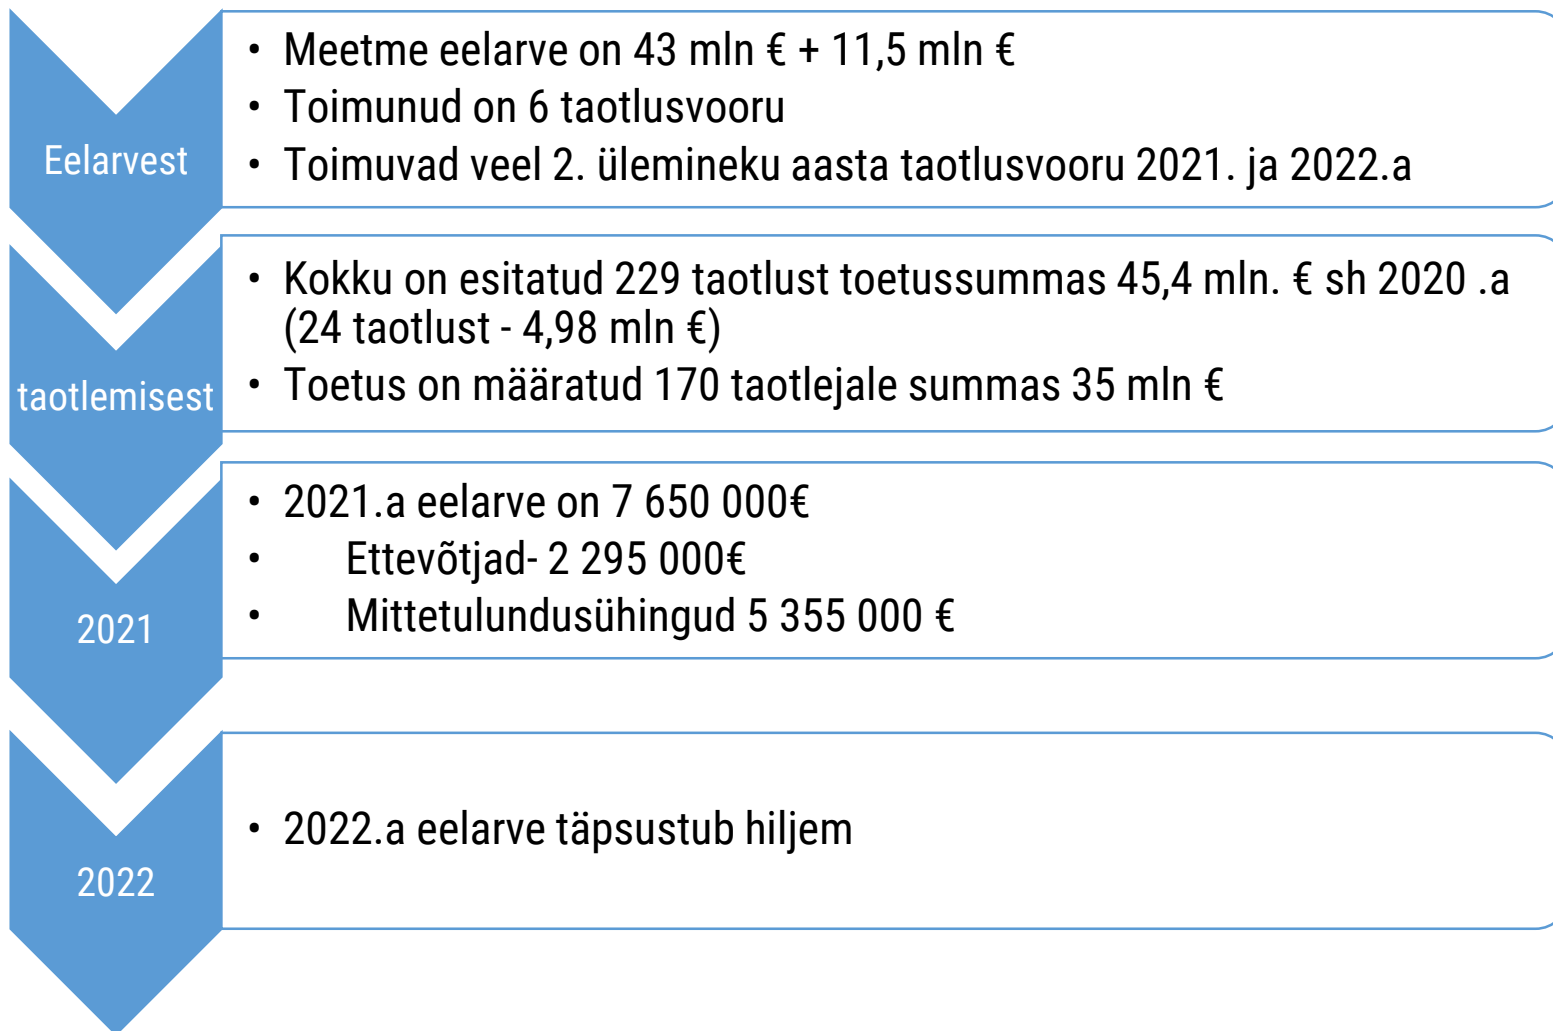 Eelarvest
• Meetme eelarve on 43 mln € + 11,5 mln €
• Toimunud on 6 taotlusvooru
• Toimuvad veel 2. ülemineku aasta taotlusvooru 2021. ja 2022.a
taotlemisest
• Kokku on esitatud 229 taotlust toetussummas 45,4 mln. € sh 2020 .a
(24 taotlust - 4,98 mln €)
• Toetus on määratud 170 taotlejale summas 35 mln €
2021
• 2021.a eelarve on 7 650 000€
• Ettevõtjad- 2 295 000€
• Mittetulundusühingud 5 355 000 €
2022
• 2022.a eelarve täpsustub hiljem